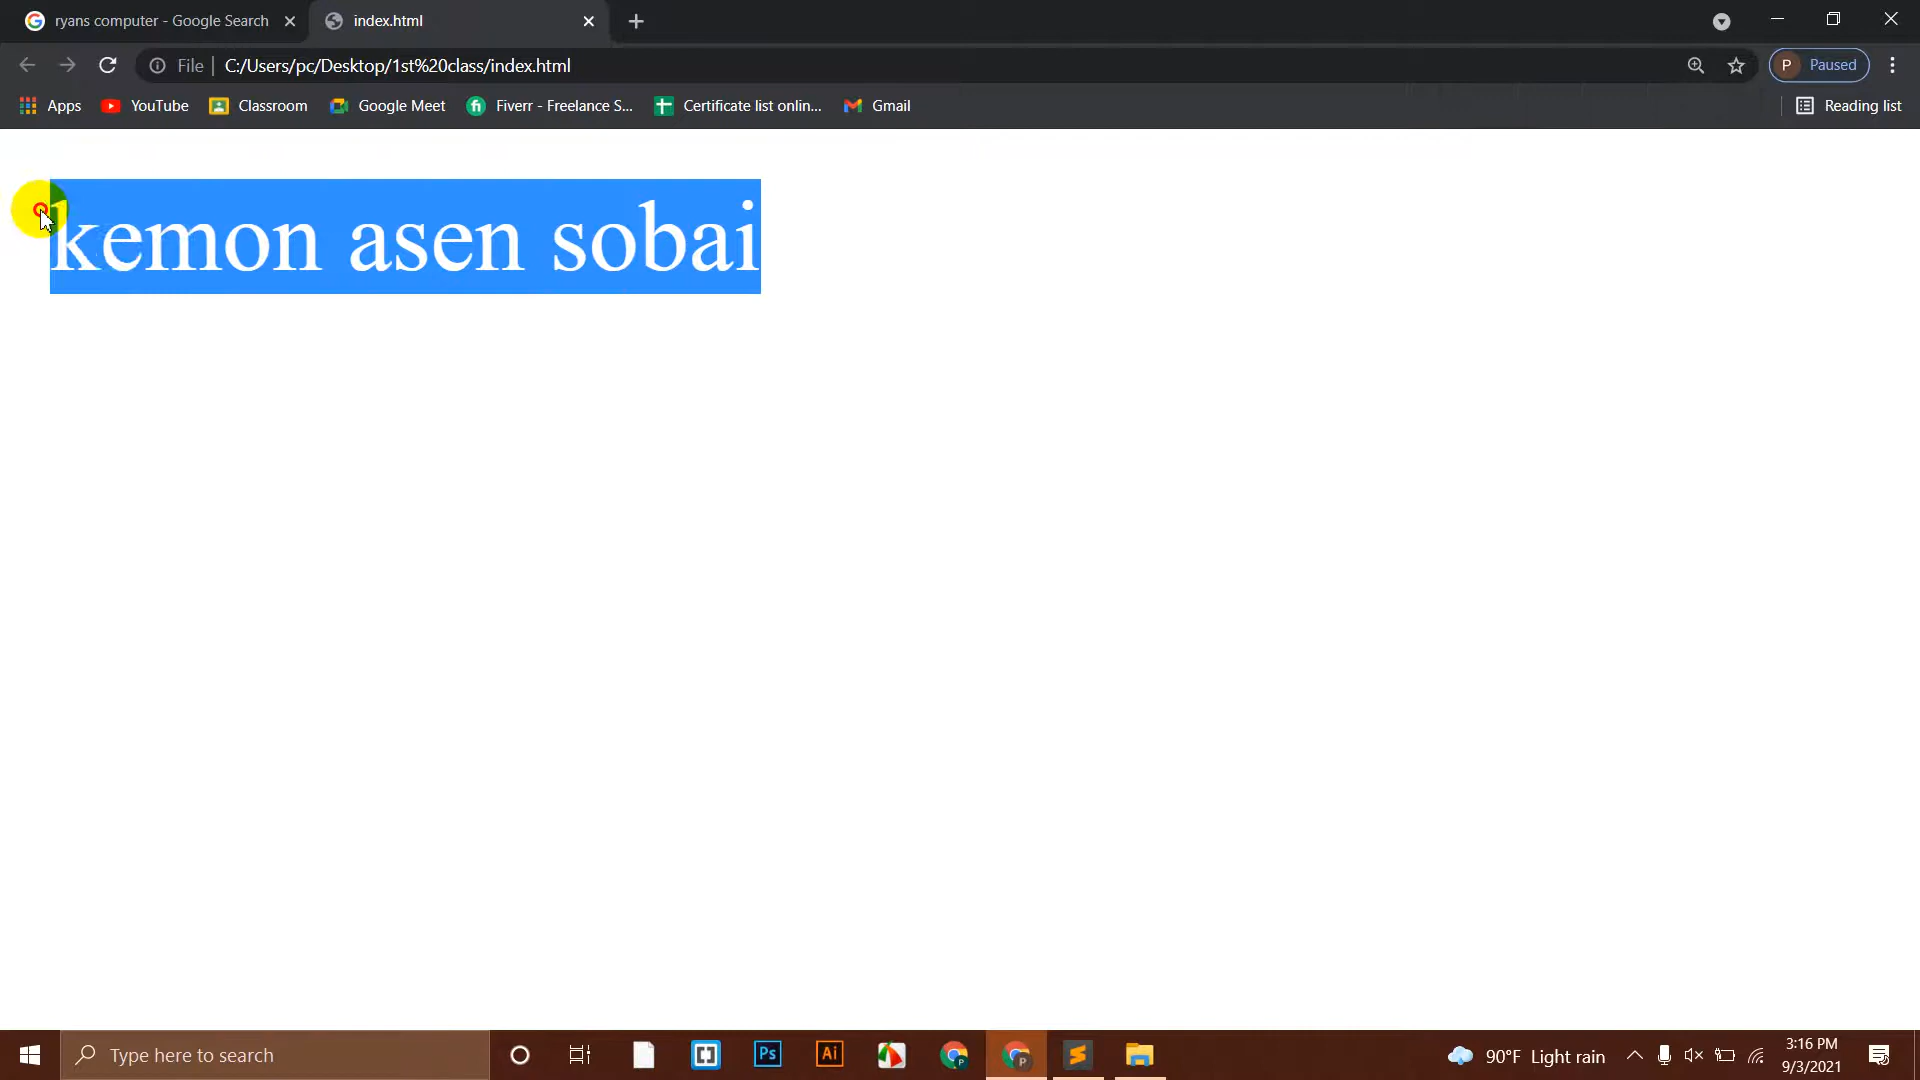 ryans computer - Google Search
index.html
File
C:/Users/pc/Desktop/1st%20class/index.html
P
Paused
Apps
YouTube
Classroom
Google Meet
Fiverr - Freelance S...
Certificate list onlin...
Gmail
Reading list
kemon asen sobai
Type here to search
Ps
Ai
90°F Light rain
3:16 PM
9/3/2021